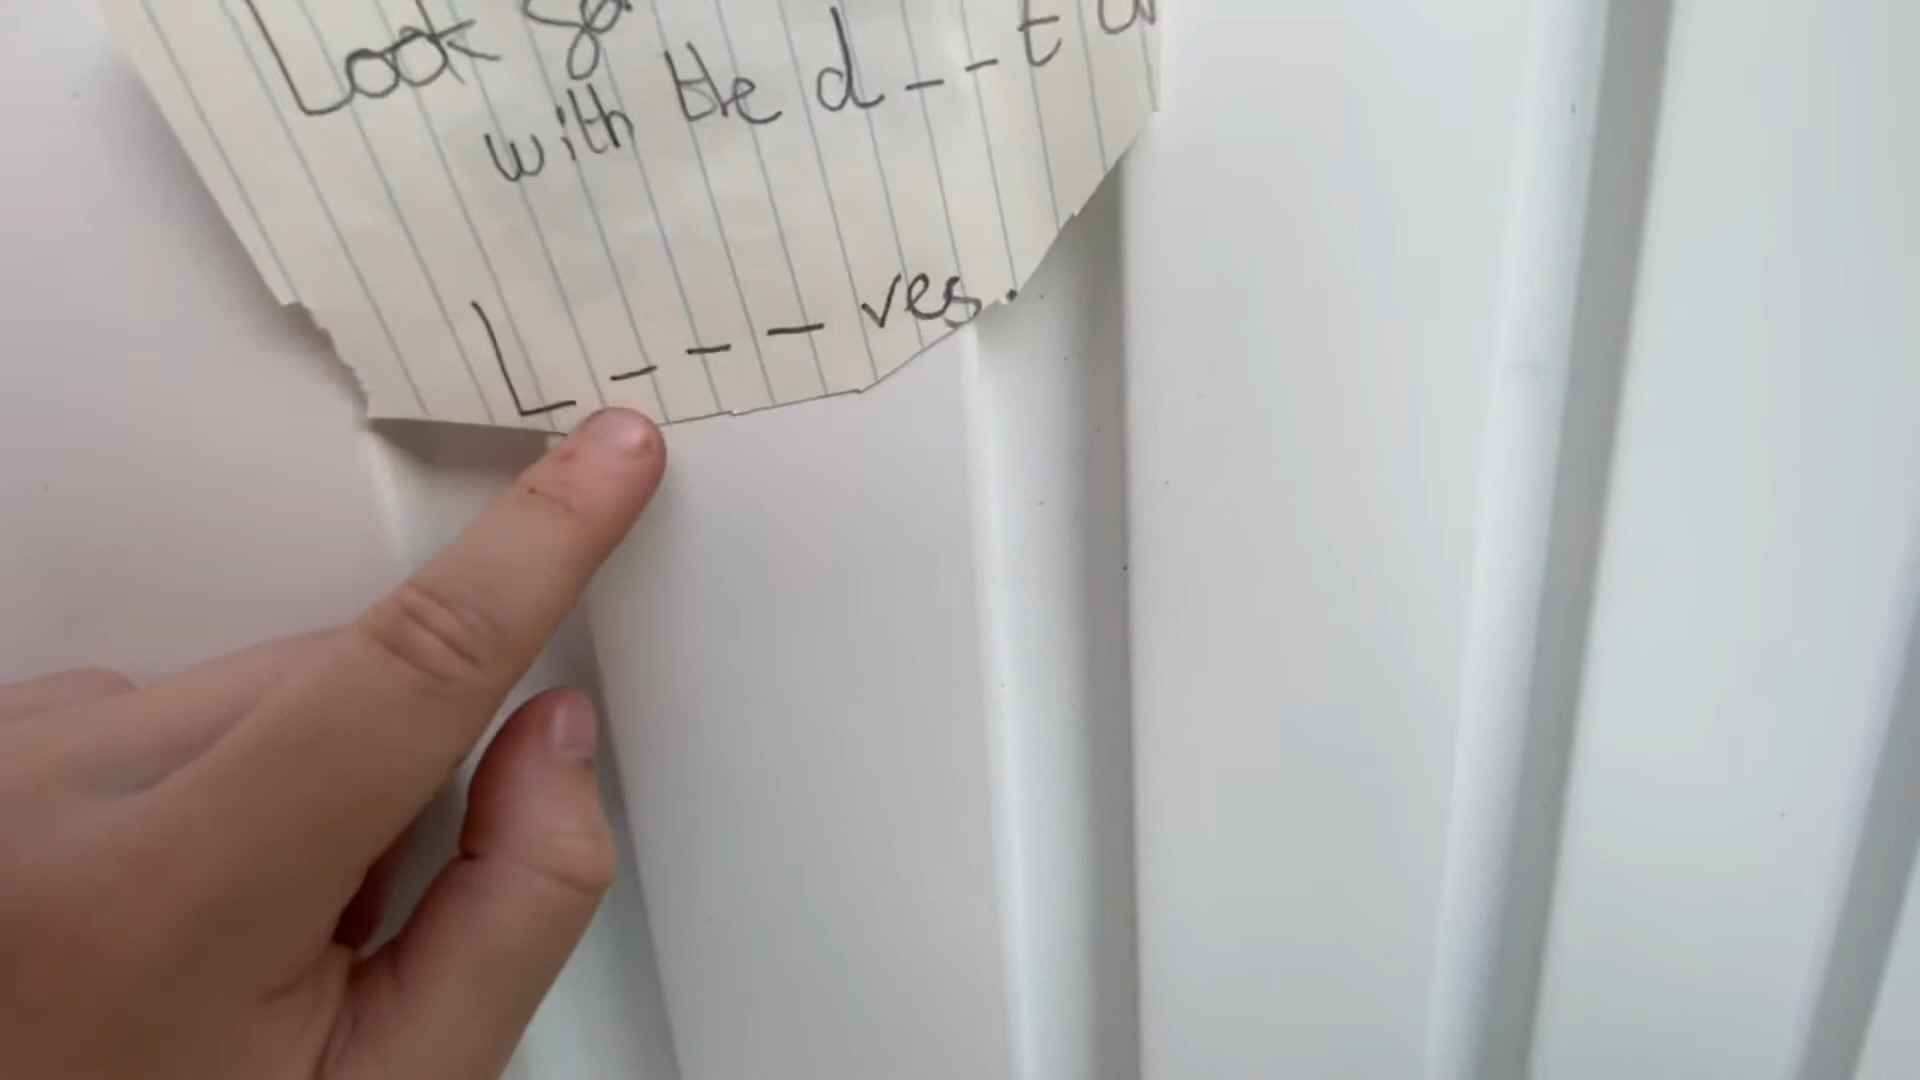 Look
with the d _ _ t
L _ _ _ ves.